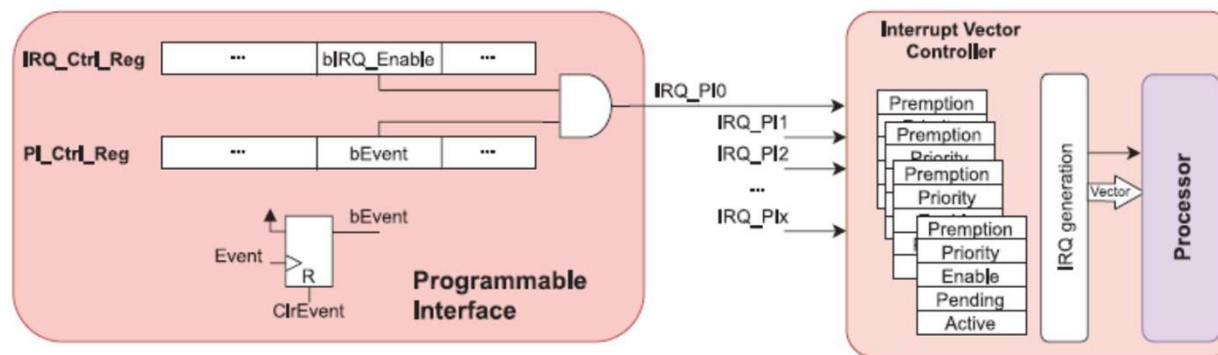 IRQ_Ctrl_Reg
...
bIRQ_Enable
...
PI_Ctrl_Reg
...
bEvent
...
bEvent
Event
R
ClrEvent
Programmable
Interface
IRQ_PI0
IRQ_PI1
IRQ_PI2
...
IRQ_PIx
Interrupt Vector
Controller
Premption
Premption
Priority
Premption
Priority
Premption
Priority
Enable
Pending
Active
IRQ generation
Vector
Processor